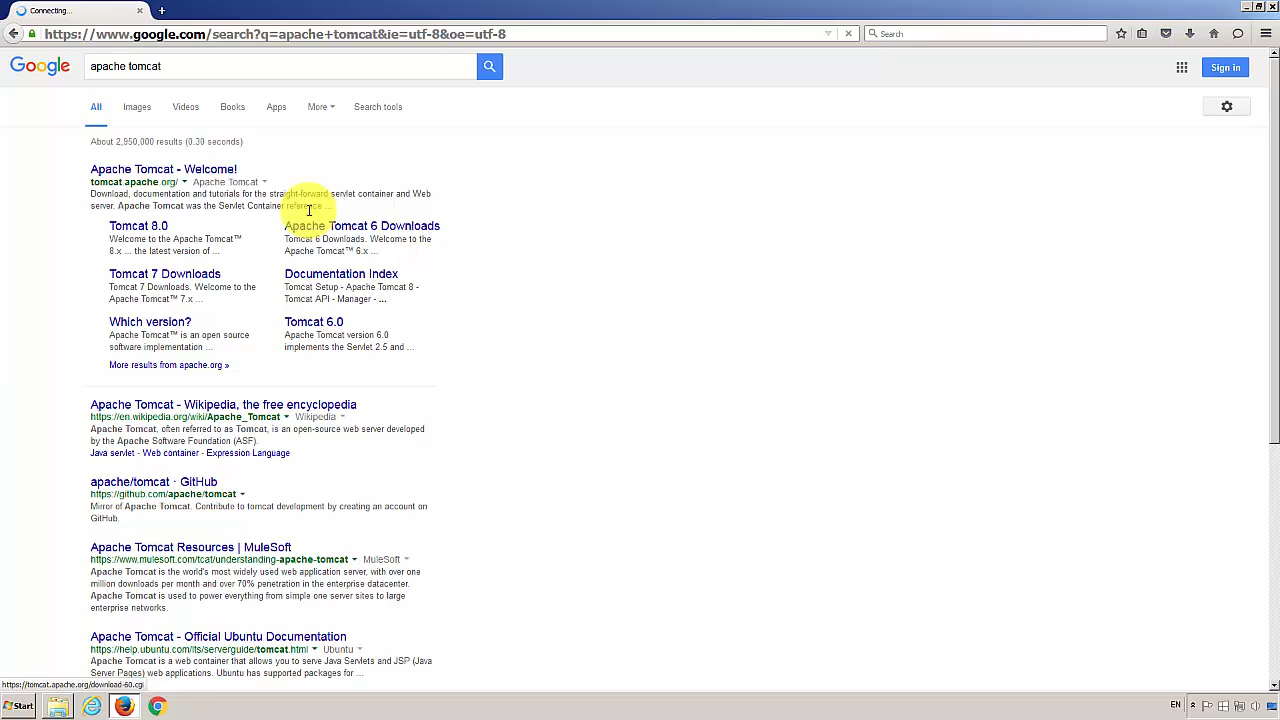 Connecting...
https://www.google.com/search?q=apache+tomcat&ie=utf-8&oe=utf-8
Search
Google
apache tomcat
Sign in
All Images Videos Books Apps More Search tools
About 2,950,000 results (0.30 seconds)
Apache Tomcat - Welcome!
tomcat.apache.org/ Apache Tomcat
Download, documentation and tutorials for the straight-forward servlet container and Web
server. Apache Tomcat was the Servlet Container reference ...
Tomcat 8.0
Welcome to the Apache Tomcat™
8.x ... the latest version of ...
Apache Tomcat 6 Downloads
Tomcat 6 Downloads. Welcome to the
Apache Tomcat™ 6.x ...
Tomcat 7 Downloads
Tomcat 7 Downloads. Welcome to the
Apache Tomcat™ 7.x ...
Documentation Index
Tomcat Setup - Apache Tomcat 8 -
Tomcat API - Manager - ...
Which version?
Apache Tomcat™ is an open source
software implementation ...
Tomcat 6.0
Apache Tomcat version 6.0
implements the Servlet 2.5 and ...
More results from apache.org »
Apache Tomcat - Wikipedia, the free encyclopedia
https://en.wikipedia.org/wiki/Apache_Tomcat Wikipedia
Apache Tomcat, often referred to as Tomcat, is an open-source web server developed
by the Apache Software Foundation (ASF).
Java servlet - Web container - Expression Language
apache/tomcat · GitHub
https://github.com/apache/tomcat
Mirror of Apache Tomcat. Contribute to tomcat development by creating an account on
GitHub.
Apache Tomcat Resources | MuleSoft
https://www.mulesoft.com/tcat/understanding-apache-tomcat MuleSoft
Apache Tomcat is the world's most widely used web application server, with over one
million downloads per month and over 70% penetration in the enterprise datacenter.
Apache Tomcat is used to power everything from simple one server sites to large
enterprise networks.
Apache Tomcat - Official Ubuntu Documentation
https://help.ubuntu.com/lts/serverguide/tomcat.html Ubuntu
Apache Tomcat is a web container that allows you to serve Java Servlets and JSP (Java
Server Pages) web applications. Ubuntu has supported packages for ...
https://tomcat.apache.org/download-60.cgi
Start
EN